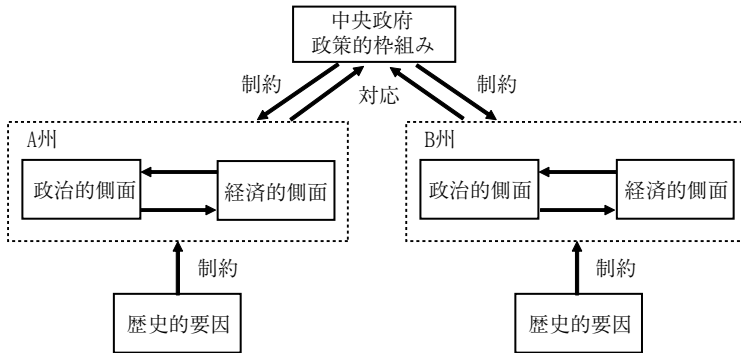 中央政府
政策的枠組み
制約
対応
制約
A州
政治的側面
経済的側面
B州
政治的側面
経済的側面
制約
歴史的要因
制約
歴史的要因